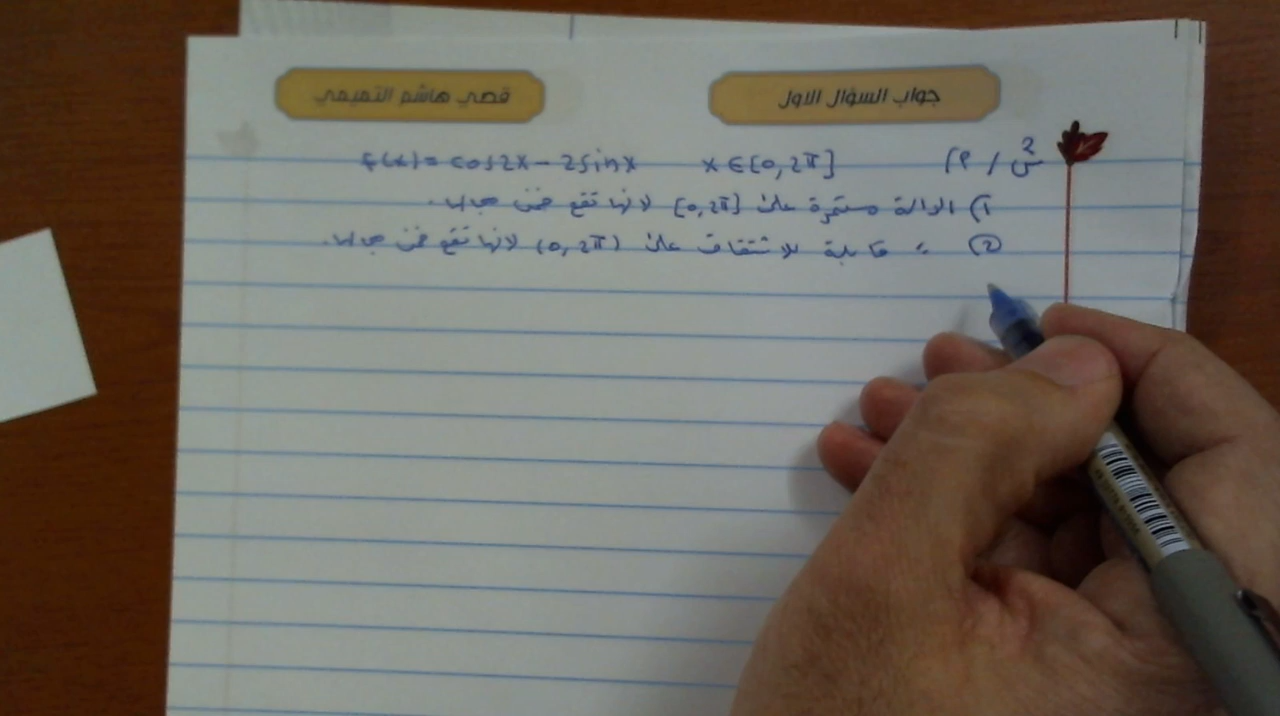 جواب السؤال الاول
قصي هاشم التميمي
س2 / P) x ∈ [0, 2π] f(x) = cos2x - 2sinx
1) الدالة مستمرة على [0, 2π] لانها تقع ضمن مجالها.
2) = قابلة للاشتقاق على (0, 2π) لانها تقع ضمن مجالها.